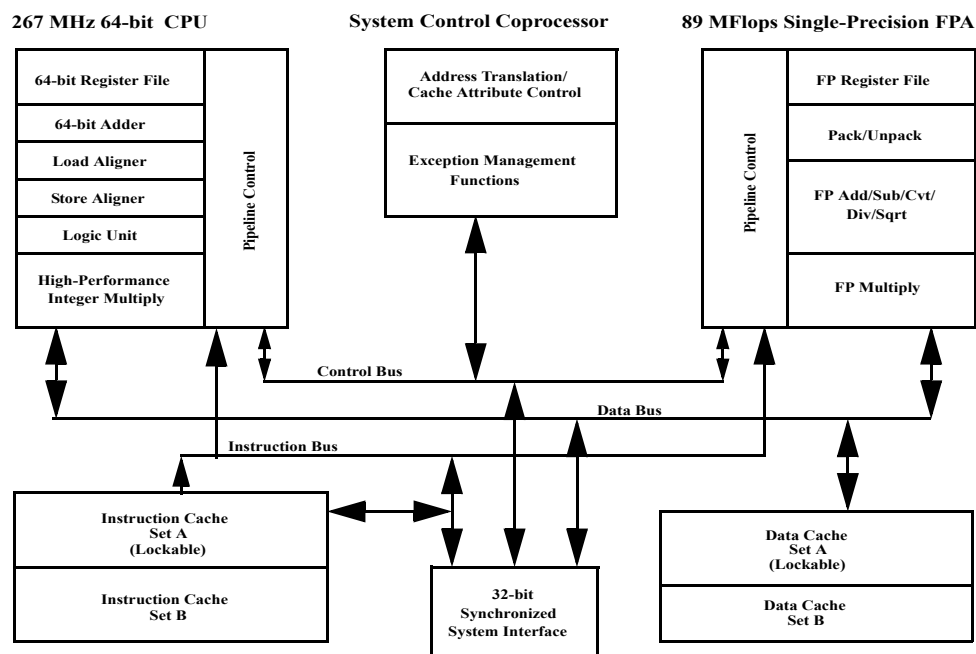 267 MHz 64-bit CPU
System Control Coprocessor
89 MFlops Single-Precision FPA
64-bit Register File
64-bit Adder
Load Aligner
Store Aligner
Logic Unit
High-Performance
Integer Multiply
Pipeline Control
Address Translation/
Cache Attribute Control
Exception Management
Functions
Pipeline Control
FP Register File
Pack/Unpack
FP Add/Sub/Cvt/
Div/Sqrt
FP Multiply
Control Bus
Data Bus
Instruction Bus
Instruction Cache
Set A
(Lockable)
Instruction Cache
Set B
32-bit
Synchronized
System Interface
Data Cache
Set A
(Lockable)
Data Cache
Set B